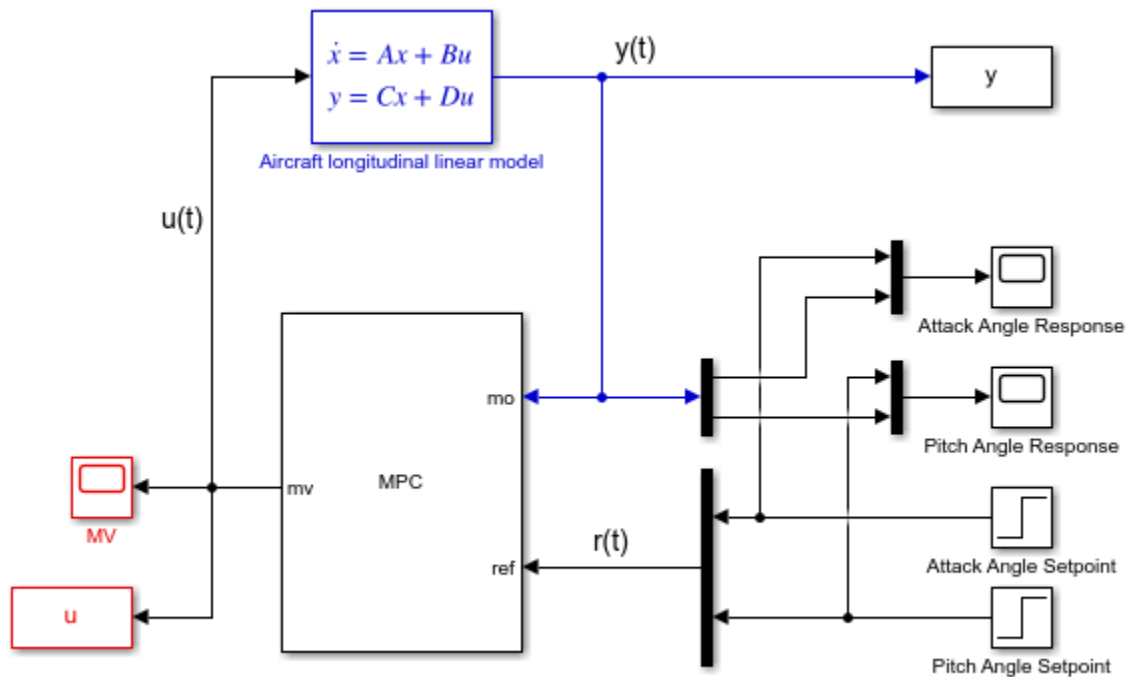 ẋ = Ax + Bu
y = Cx + Du
Aircraft longitudinal linear model
y(t)
y
u(t)
Attack Angle Response
mo
Pitch Angle Response
MPC
mv
MV
Attack Angle Setpoint
r(t)
ref
u
Pitch Angle Setpoint